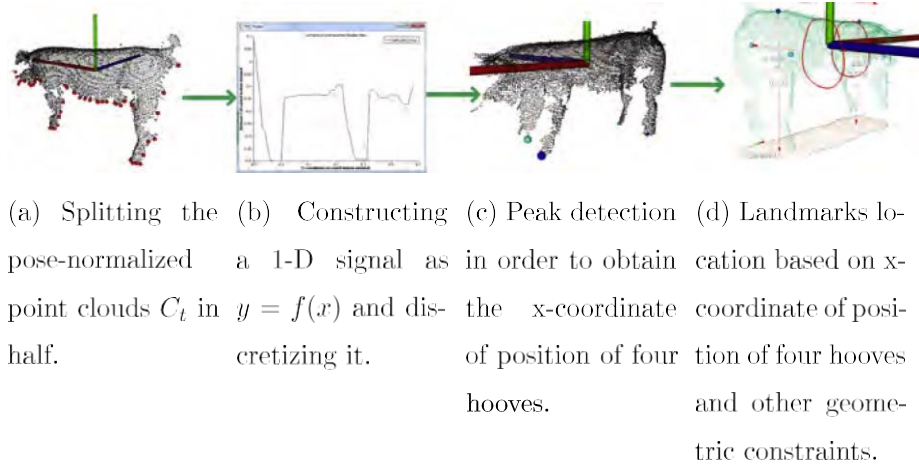 (a) Splitting the
pose-normalized
point clouds C_t in
half.
(b) Constructing
a 1-D signal as
y = f(x) and dis-
cretizing it.
(c) Peak detection
in order to obtain
the x-coordinate
of position of four
hooves.
(d) Landmarks lo-
cation based on x-
coordinate of posi-
tion of four hooves
and other geome-
tric constraints.